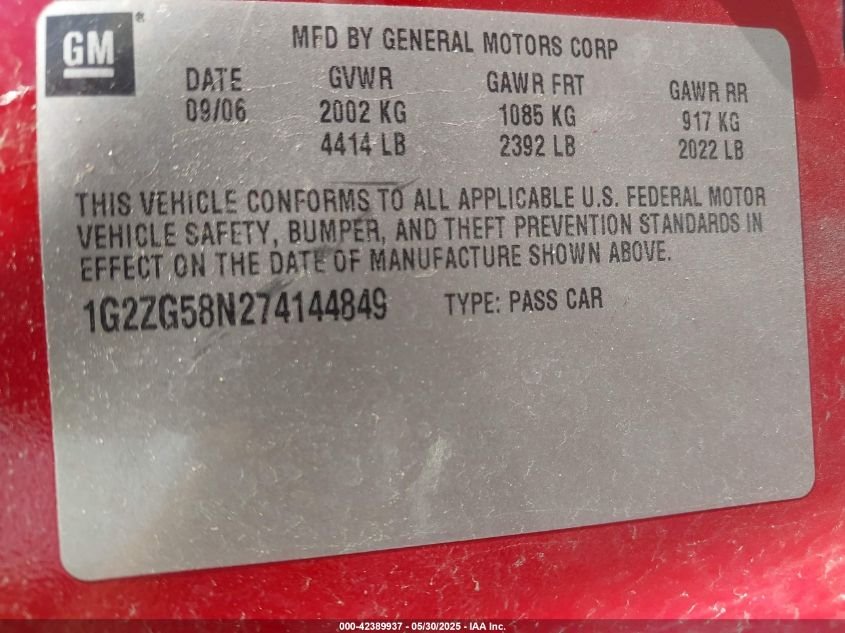 GM®
MFD BY GENERAL MOTORS CORP
DATE GVWR GAWR FRT GAWR RR
09/06 2002 KG 1085 KG 917 KG
4414 LB 2392 LB 2022 LB
THIS VEHICLE CONFORMS TO ALL APPLICABLE U.S. FEDERAL MOTOR
VEHICLE SAFETY, BUMPER, AND THEFT PREVENTION STANDARDS IN
EFFECT ON THE DATE OF MANUFACTURE SHOWN ABOVE.
1G2ZG58N274144849 TYPE: PASS CAR
000-42389937 - 05/30/2025 - IAA Inc.